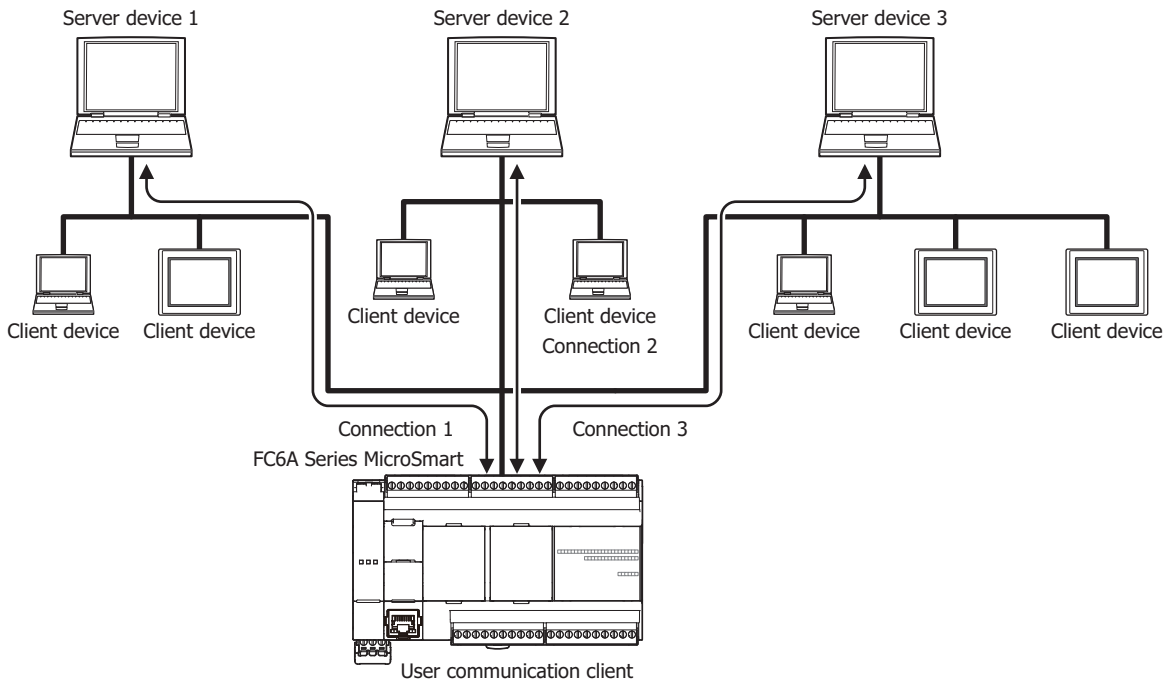 Server device 1
Server device 2
Server device 3
Client device
Client device
Client device
Client device
Client device
Client device
Client device
Connection 2
Connection 1
Connection 3
FC6A Series MicroSmart
User communication client